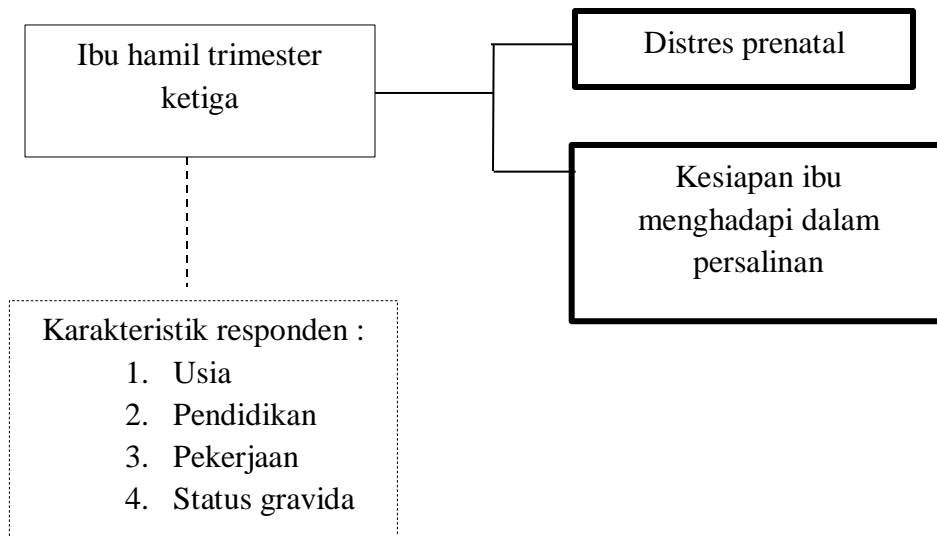 Ibu hamil trimester
ketiga
Distres prenatal
Kesiapan ibu
menghadapi dalam
persalinan
Karakteristik responden :
1. Usia
2. Pendidikan
3. Pekerjaan
4. Status gravida